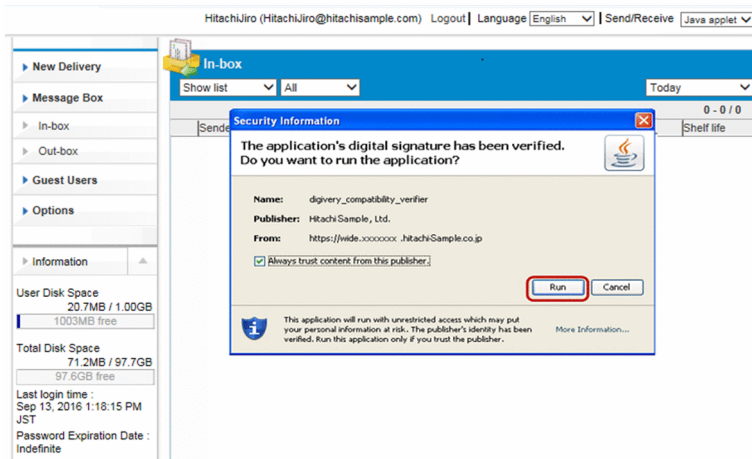 HitachiJiro (HitachiJiro@hitachisample.com) Logout Language English Send/Receive Java applet
New Delivery
Message Box
In-box
Out-box
Guest Users
Options
Information
User Disk Space
20.7MB / 1.00GB
1003MB free
Total Disk Space
71.2MB / 97.7GB
97.6GB free
Last login time :
Sep 13, 2016 1:18:15 PM
JST
Password Expiration Date :
Indefinite
In-box
Show list All Today
0 - 0 / 0
Sende Shelf life
Security Information
The application's digital signature has been verified.
Do you want to run the application?
Name: digivery_compatibility_verifier
Publisher: Hitachi Sample, Ltd.
From: https://wide.xxxxxxx .hitachi-Sample.co.jp
Always trust content from this publisher.
Run Cancel
This application will run with unrestricted access which may put
your personal information at risk. The publisher's identity has been
verified. Run this application only if you trust the publisher.
More Information...